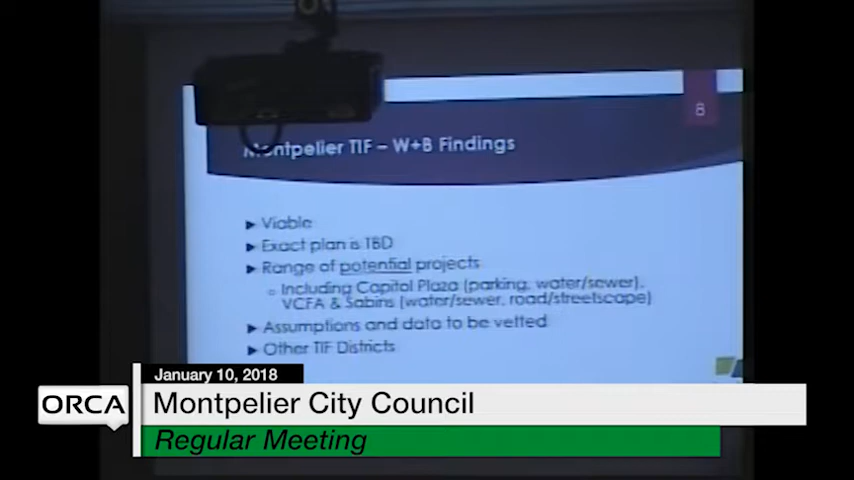 8
Montpelier TIF – W+B Findings
Viable
Exact plan is TBD
Range of potential projects
Including Capitol Plaza (parking, water/sewer),
VCFA & Sabins (water/sewer, road/streetscape)
Assumptions and data to be vetted
Other TIF Districts
January 10, 2018
ORCA
Montpelier City Council
Regular Meeting